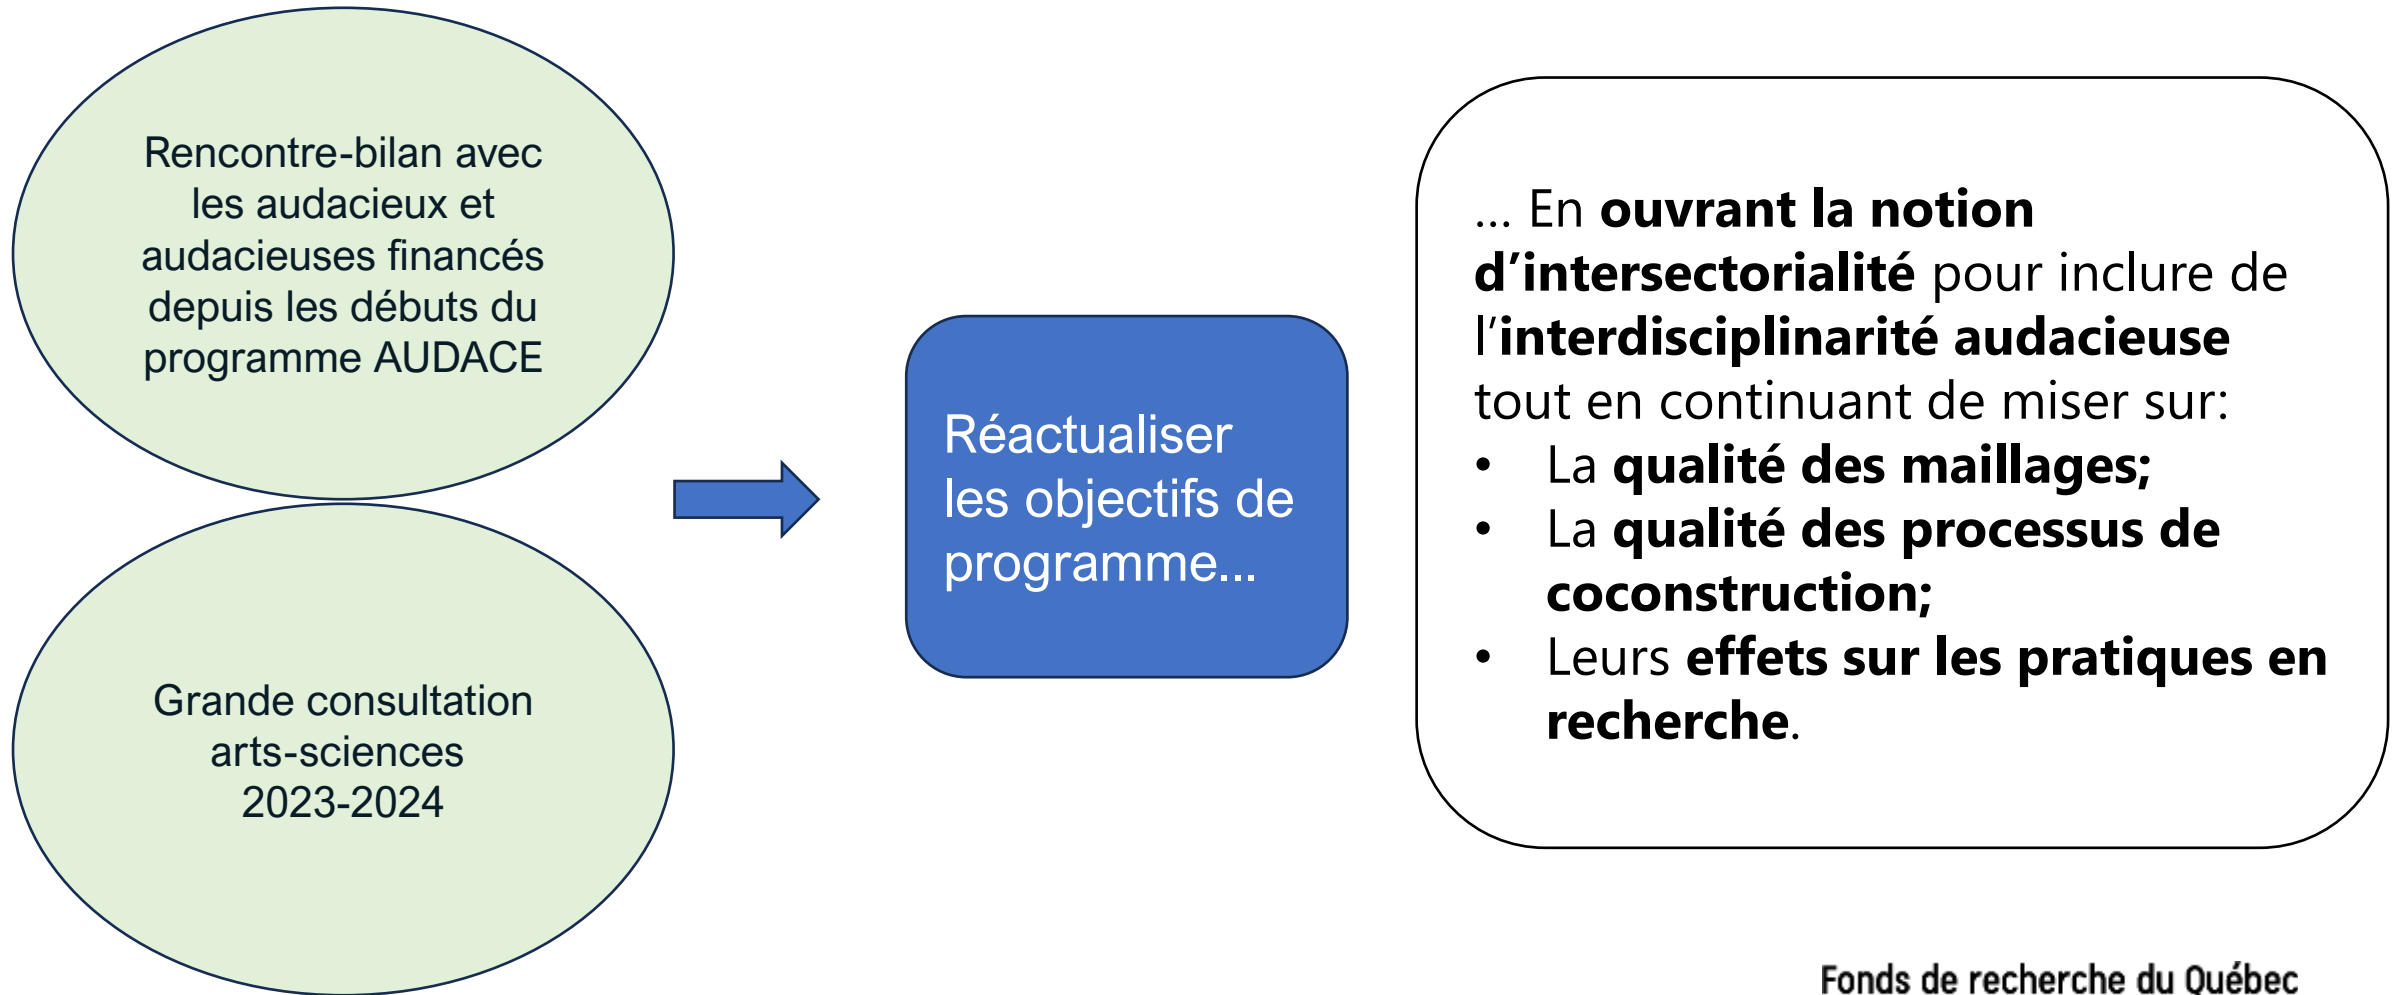 Rencontre-bilan avec
les audacieux et
audacieuses financés
depuis les débuts du
programme AUDACE
Grande consultation
arts-sciences
2023-2024
Réactualiser
les objectifs de
programme...
... En ouvrant la notion
d’intersectorialité pour inclure de
l’interdisciplinarité audacieuse
tout en continuant de miser sur:
• La qualité des maillages;
• La qualité des processus de
coconstruction;
• Leurs effets sur les pratiques en
recherche.
Fonds de recherche du Québec